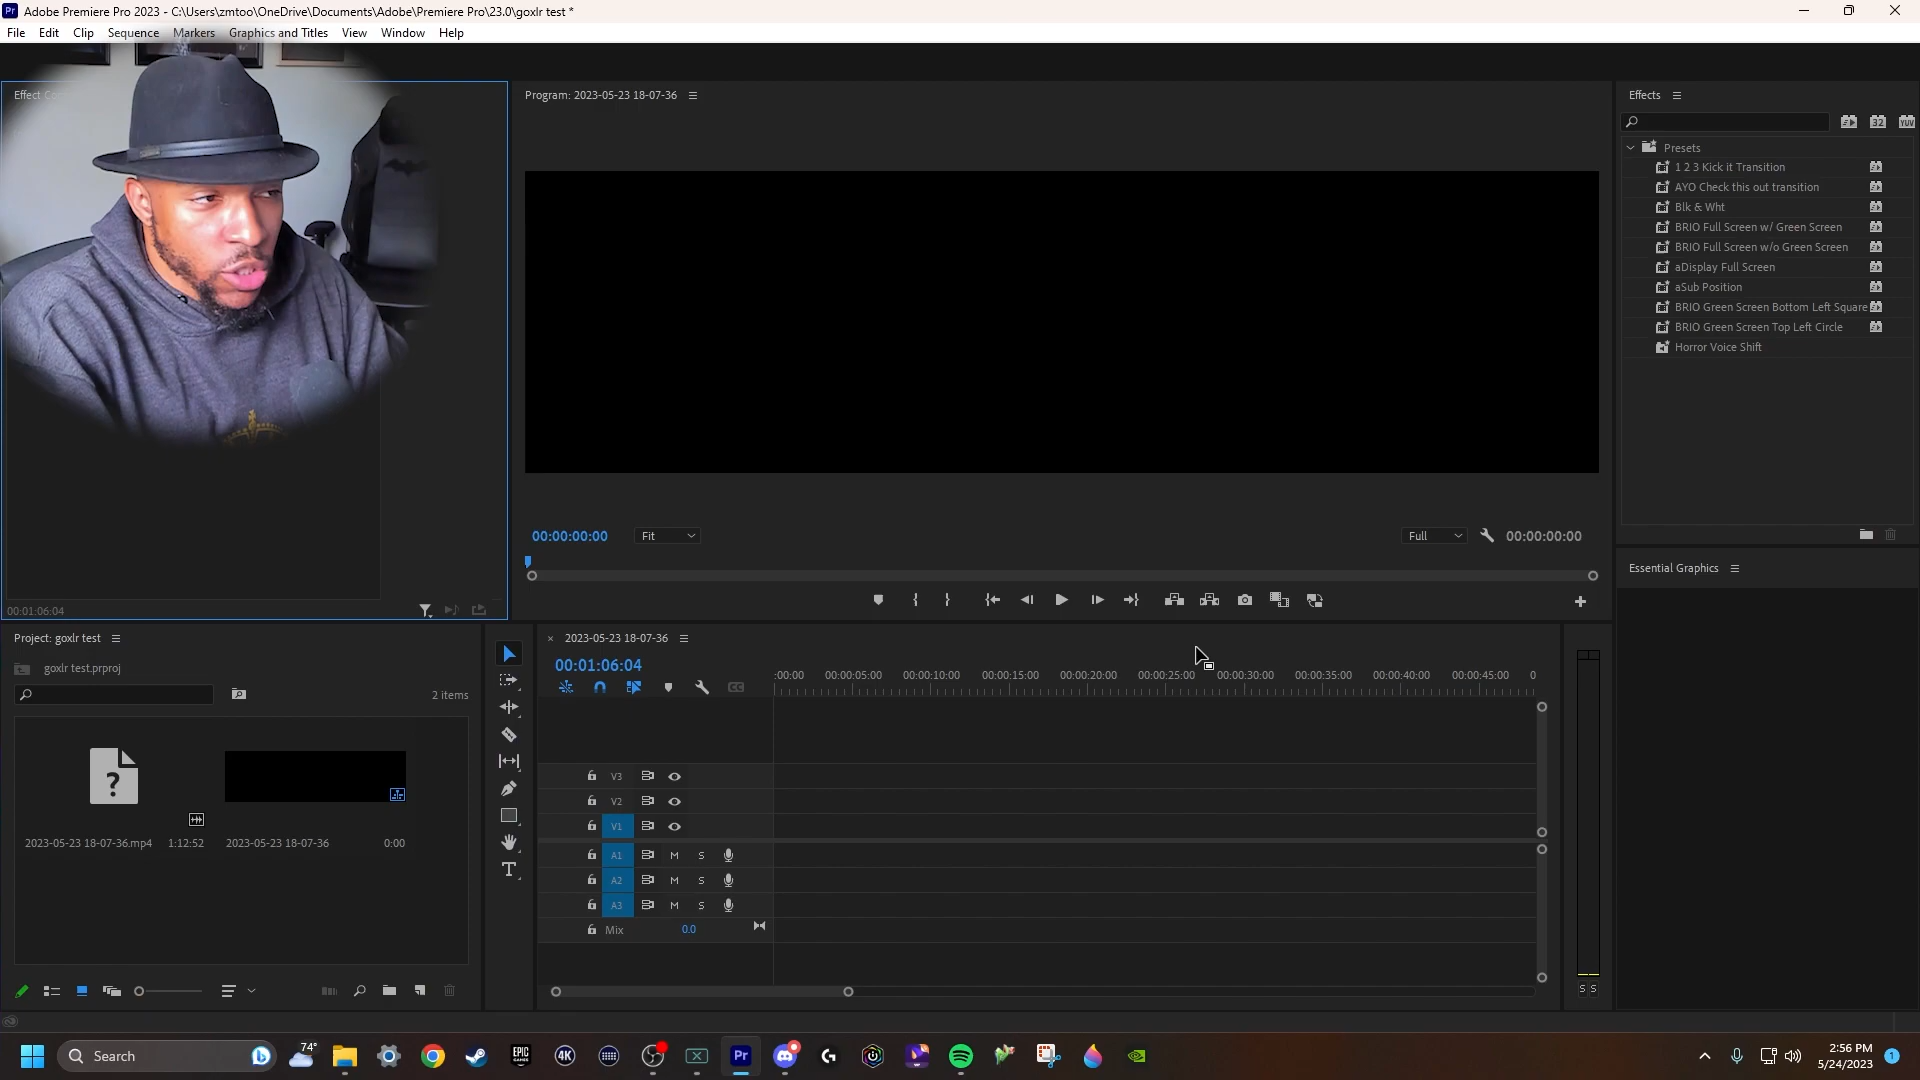 Adobe Premiere Pro 2023 - C:\Users\zmtoo\OneDrive\Documents\Adobe\Premiere Pro\23.0\goxlr test *
File Edit Clip Sequence Markers Graphics and Titles View Window Help
Effect
Program: 2023-05-23 18-07-36
Effects
32 YUV
Presets
1 2 3 Kick it Transition
AYO Check this out transition
Blk & Wht
BRIO Full Screen w/ Green Screen
BRIO Full Screen w/o Green Screen
aDisplay Full Screen
aSub Position
BRIO Green Screen Bottom Left Square
BRIO Green Screen Top Left Circle
Horror Voice Shift
00:00:00:00 Fit Full 00:00:00:00
Essential Graphics
00:01:06:04
Project: goxlr test
goxlr test.prproj
2 items
2023-05-23 18-07-36.mp4 1:12:52
2023-05-23 18-07-36 0:00
2023-05-23 18-07-36
00:01:06:04
:00:00 00:00:05:00 00:00:10:00 00:00:15:00 00:00:20:00 00:00:25:00 00:00:30:00 00:00:35:00 00:00:40:00 00:00:45:00 0
V3
V2
V1
A1 M S
A2 M S
A3 M S
Mix 0.0
S S
Search
74°
EPIC GAMES
4K
Pr
2:56 PM
5/24/2023
1